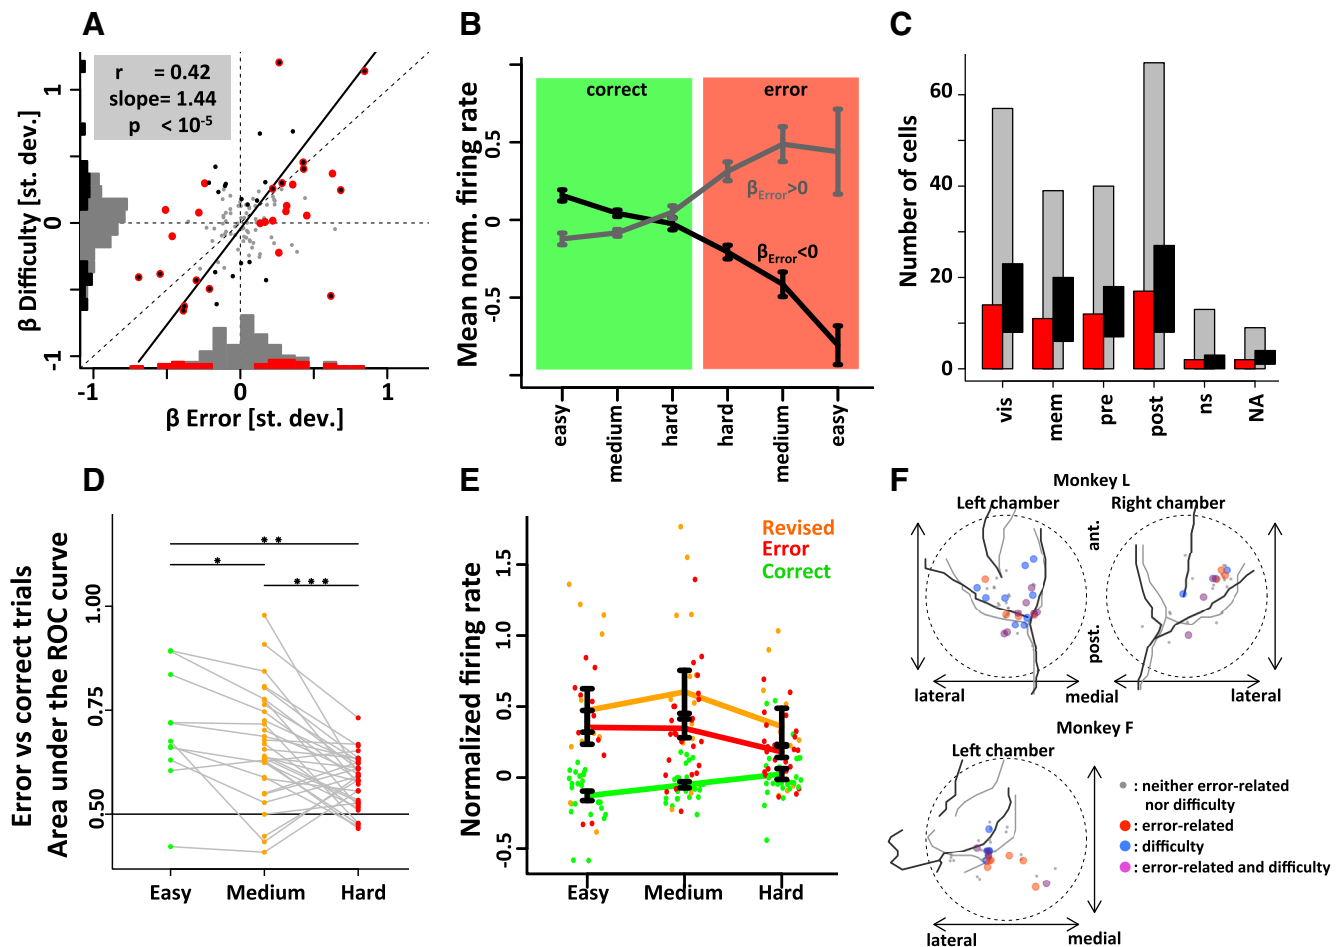 A
r = 0.42
slope= 1.44
p < 10-5
β Difficulty [st. dev.]
1
0
-1
-1
0
1
β Error [st. dev.]
B
correct
error
βError>0
βError<0
Mean norm. firing rate
0.5
0
-0.5
easy
medium
hard
hard
medium
easy
C
Number of cells
60
40
20
0
vis
mem
pre
post
ns
NA
D
Error vs correct trials
Area under the ROC curve
1.00
0.75
0.50
* *
*
* * *
Easy
Medium
Hard
E
Revised
Error
Correct
Normalized firing rate
1.5
1.0
0.5
0
-0.5
Easy
Medium
Hard
F
Monkey L
Left chamber
Right chamber
ant.
post.
lateral
medial
lateral
Monkey F
Left chamber
lateral
medial
: neither error-related
nor difficulty
: error-related
: difficulty
: error-related and difficulty